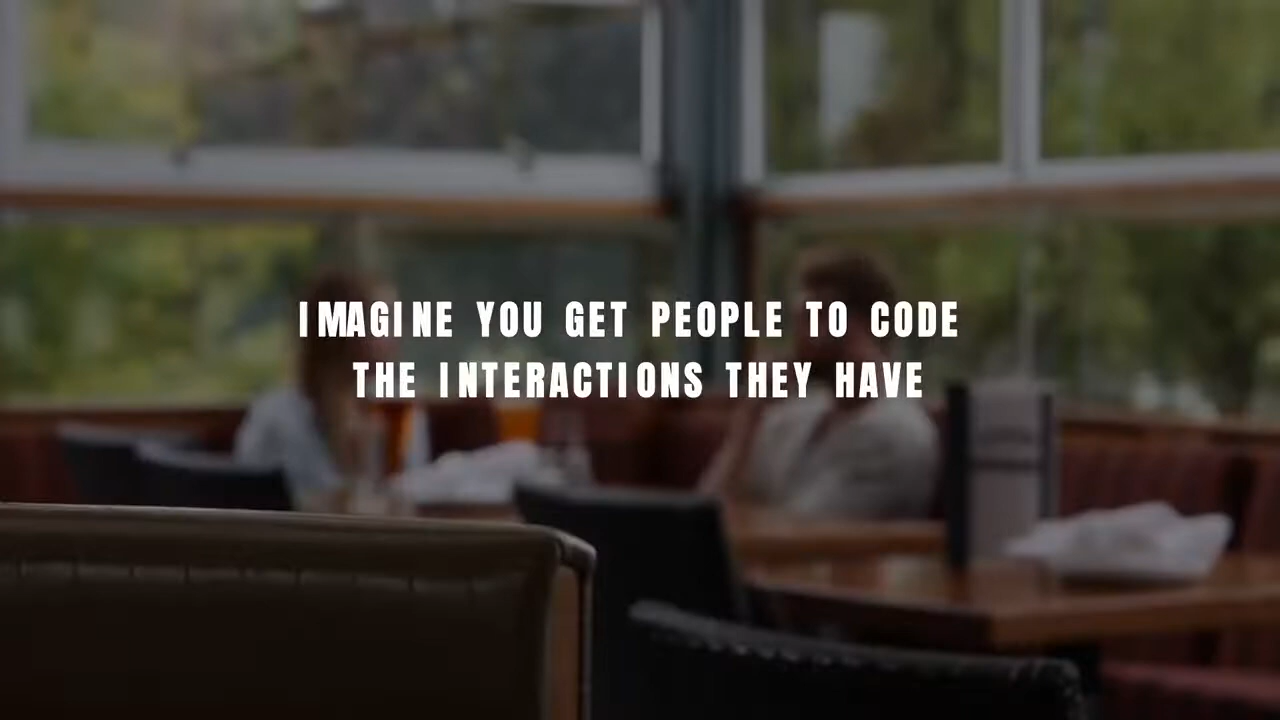 IMAGINE YOU GET PEOPLE TO CODE
THE INTERACTIONS THEY HAVE